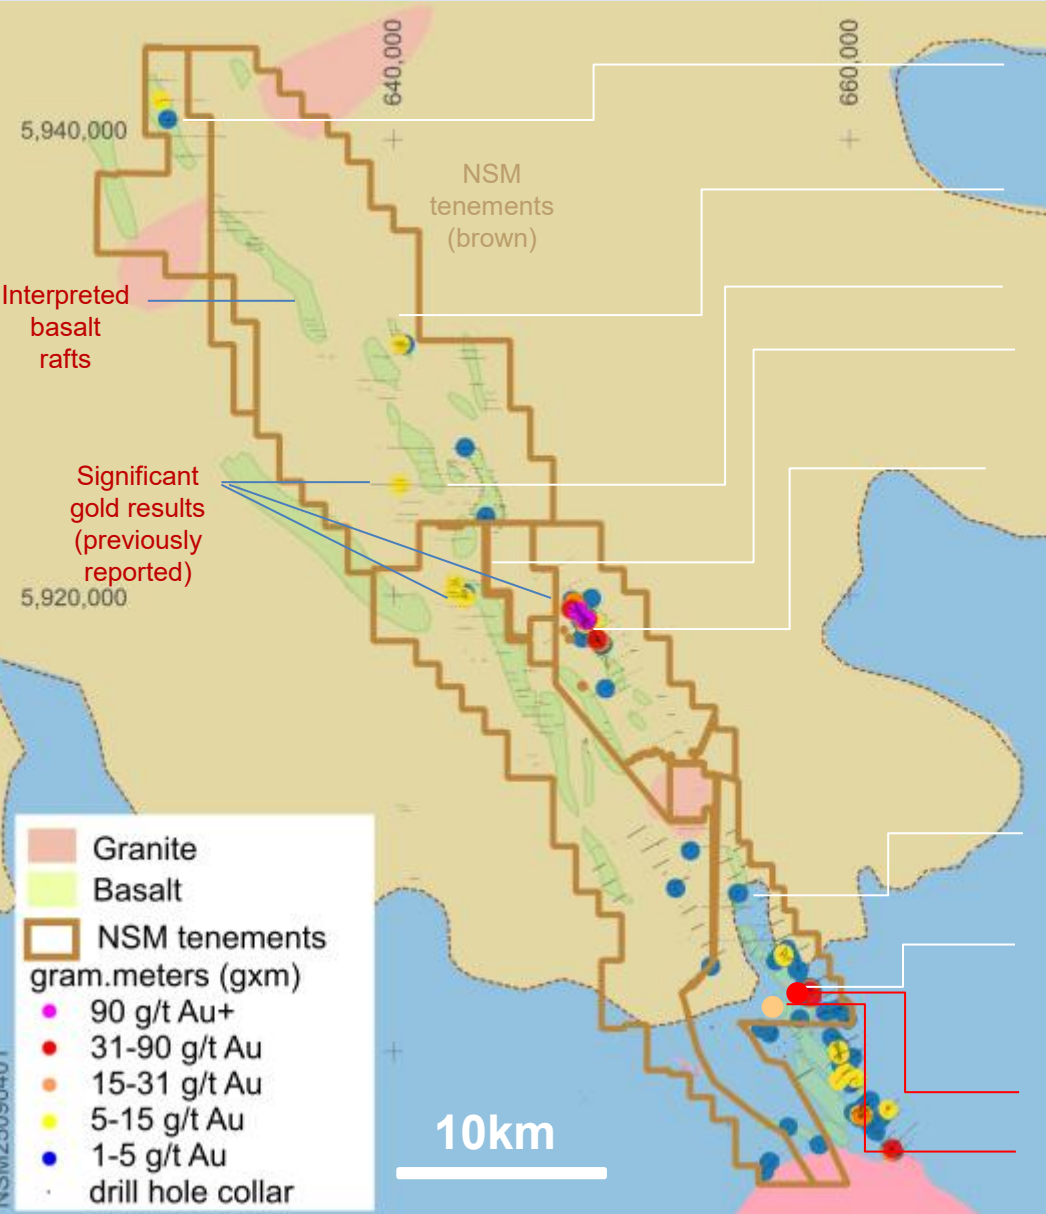 640,000
660,000
5,940,000
NSM
tenements
(brown)
Interpreted
basalt
rafts
Significant
gold results
(previously
reported)
5,920,000
Granite
Basalt
NSM tenements
gram.meters (gxm)
90 g/t Au+
31-90 g/t Au
15-31 g/t Au
5-15 g/t Au
1-5 g/t Au
drill hole collar
10km